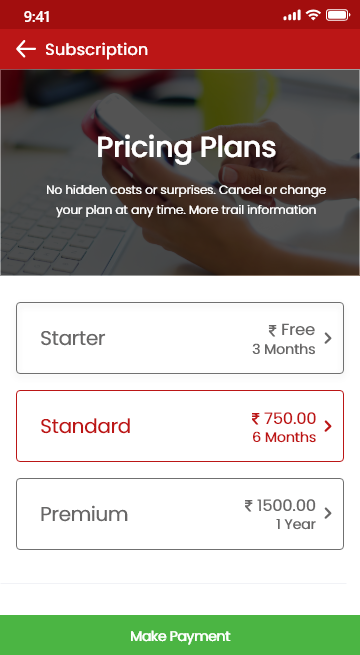 9:41
Subscription
Pricing Plans
No hidden costs or surprises. Cancel or change
your plan at any time. More trail information
Starter
₹ Free
3 Months
Standard
₹ 750.00
6 Months
Premium
₹ 1500.00
1 Year
Make Payment